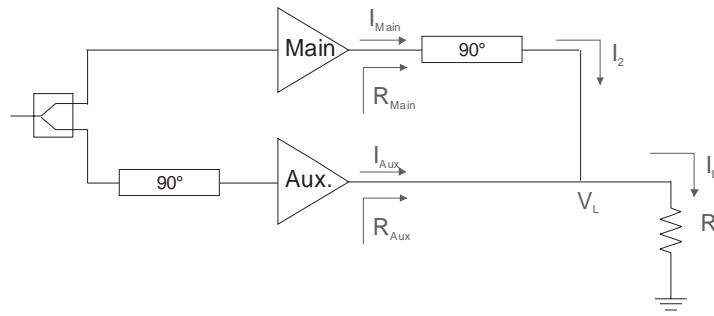 I_Main
Main
90°
I_2
R_Main
I_Aux
I_L
90°
Aux.
V_L
R_Aux
R